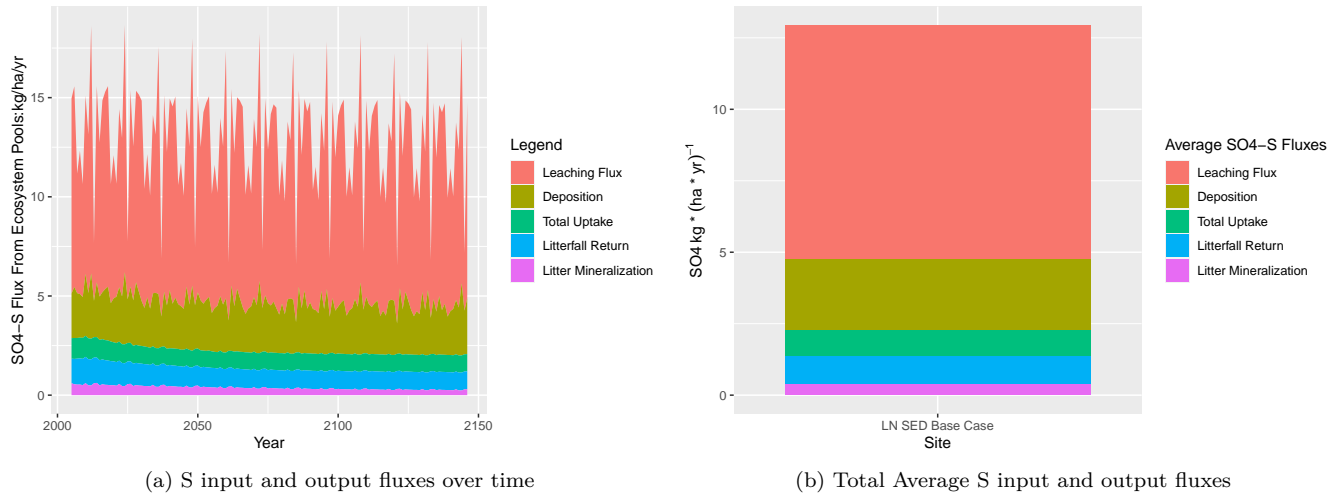 SO4−S Flux From Ecosystem Pools:kg/ha/yr
15
10
5
0
2000
2050
2100
2150
Year
Legend
Leaching Flux
Deposition
Total Uptake
Litterfall Return
Litter Mineralization
(a) S input and output fluxes over time
SO4 kg * (ha * yr)⁻¹
10
5
0
LN SED Base Case
Site
Average SO4−S Fluxes
Leaching Flux
Deposition
Total Uptake
Litterfall Return
Litter Mineralization
(b) Total Average S input and output fluxes